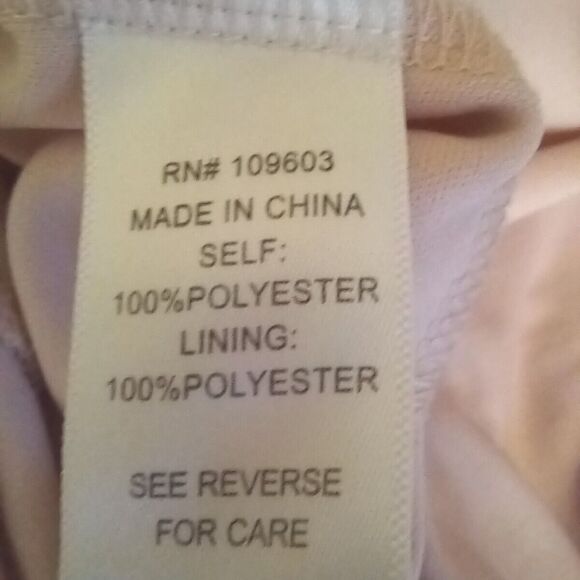 RN# 109603
MADE IN CHINA
SELF:
100%POLYESTER
LINING:
100%POLYESTER
SEE REVERSE
FOR CARE